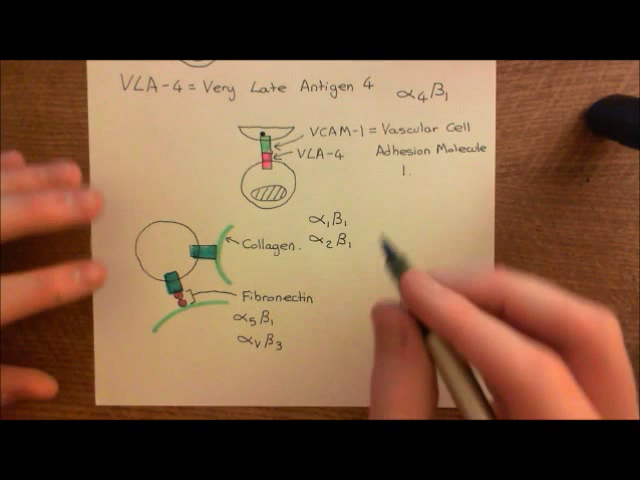 VLA-4 = Very Late Antigen 4 α₄β₁
VCAM-1 = Vascular Cell
Adhesion Molecule
1.
VLA-4
α₁β₁
α₂β₁
Collagen.
Fibronectin
α₅β₁
αᵥβ₃